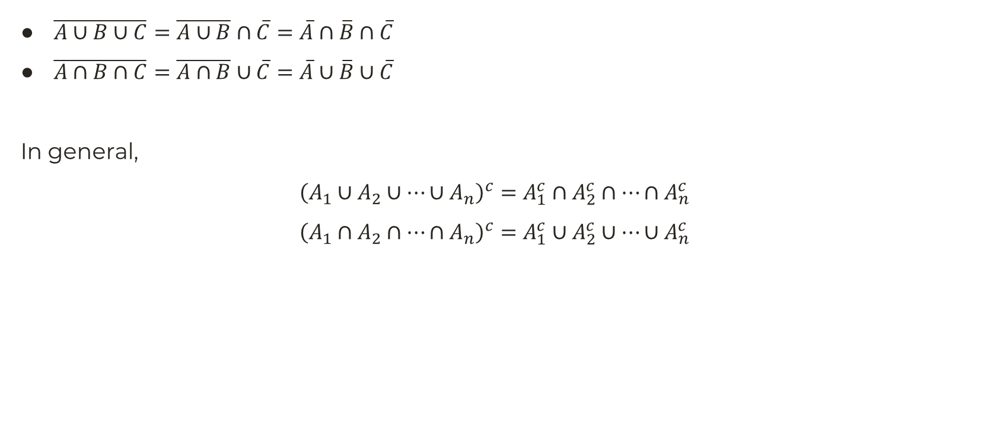 • $\overline{A \cup B \cup C} = \overline{A \cup B} \cap \bar{C} = \bar{A} \cap \bar{B} \cap \bar{C}$
• $\overline{A \cap B \cap C} = \overline{A \cap B} \cup \bar{C} = \bar{A} \cup \bar{B} \cup \bar{C}$
In general,
$(A_1 \cup A_2 \cup \cdots \cup A_n)^c = A_1^c \cap A_2^c \cap \cdots \cap A_n^c$
$(A_1 \cap A_2 \cap \cdots \cap A_n)^c = A_1^c \cup A_2^c \cup \cdots \cup A_n^c$